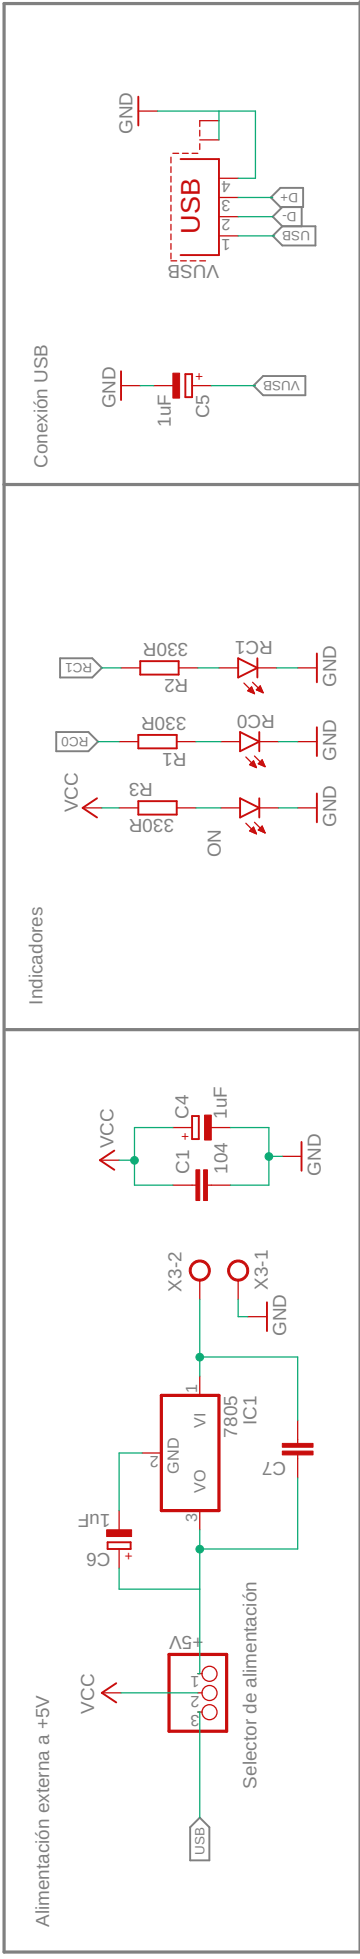 Alimentación externa a +5V
VCC
USB
3
2
1
+5V
Selector de alimentación
C6
1uF
+
2
GND
3
VO
VI
1
7805
IC1
C7
X3-2
X3-1
GND
VCC
C1
104
C4
+
1uF
GND
Indicadores
VCC
R3
330R
ON
GND
RC0
R1
330R
RC0
GND
RC1
R2
330R
RC1
GND
Conexión USB
GND
1uF
C5
+
VUSB
GND
VUSB
USB
1
2
3
4
USB
D-
D+